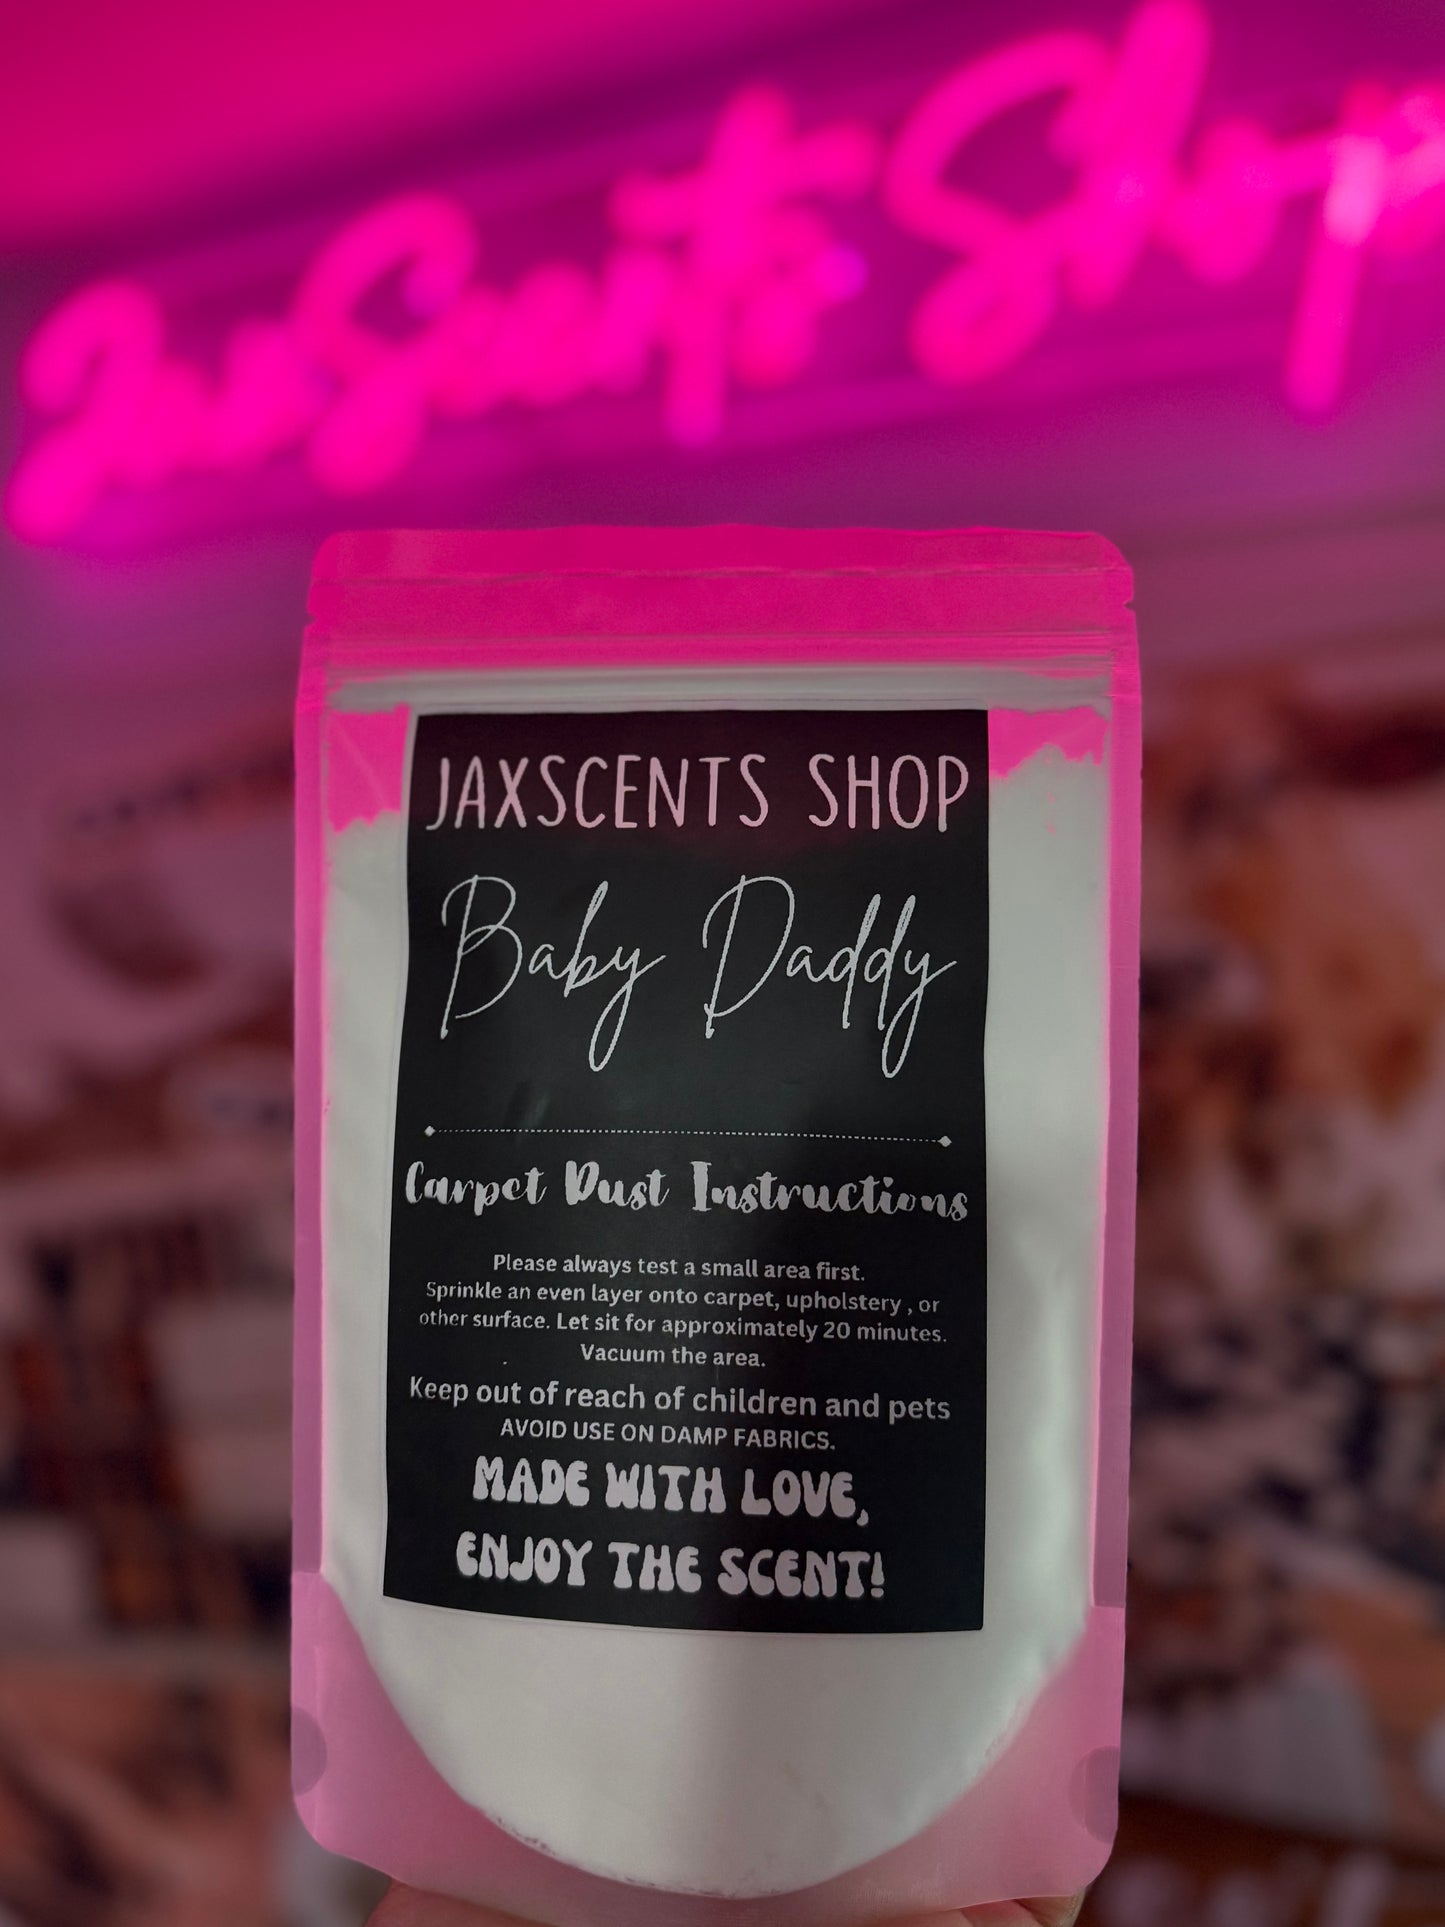 JaxScents Shop
JAXSCENTS SHOP
Baby Daddy
Carpet Dust Instructions
Please always test a small area first.
Sprinkle an even layer onto carpet, upholstery , or
other surface. Let sit for approximately 20 minutes.
Vacuum the area.
Keep out of reach of children and pets
AVOID USE ON DAMP FABRICS.
MADE WITH LOVE,
ENJOY THE SCENT!